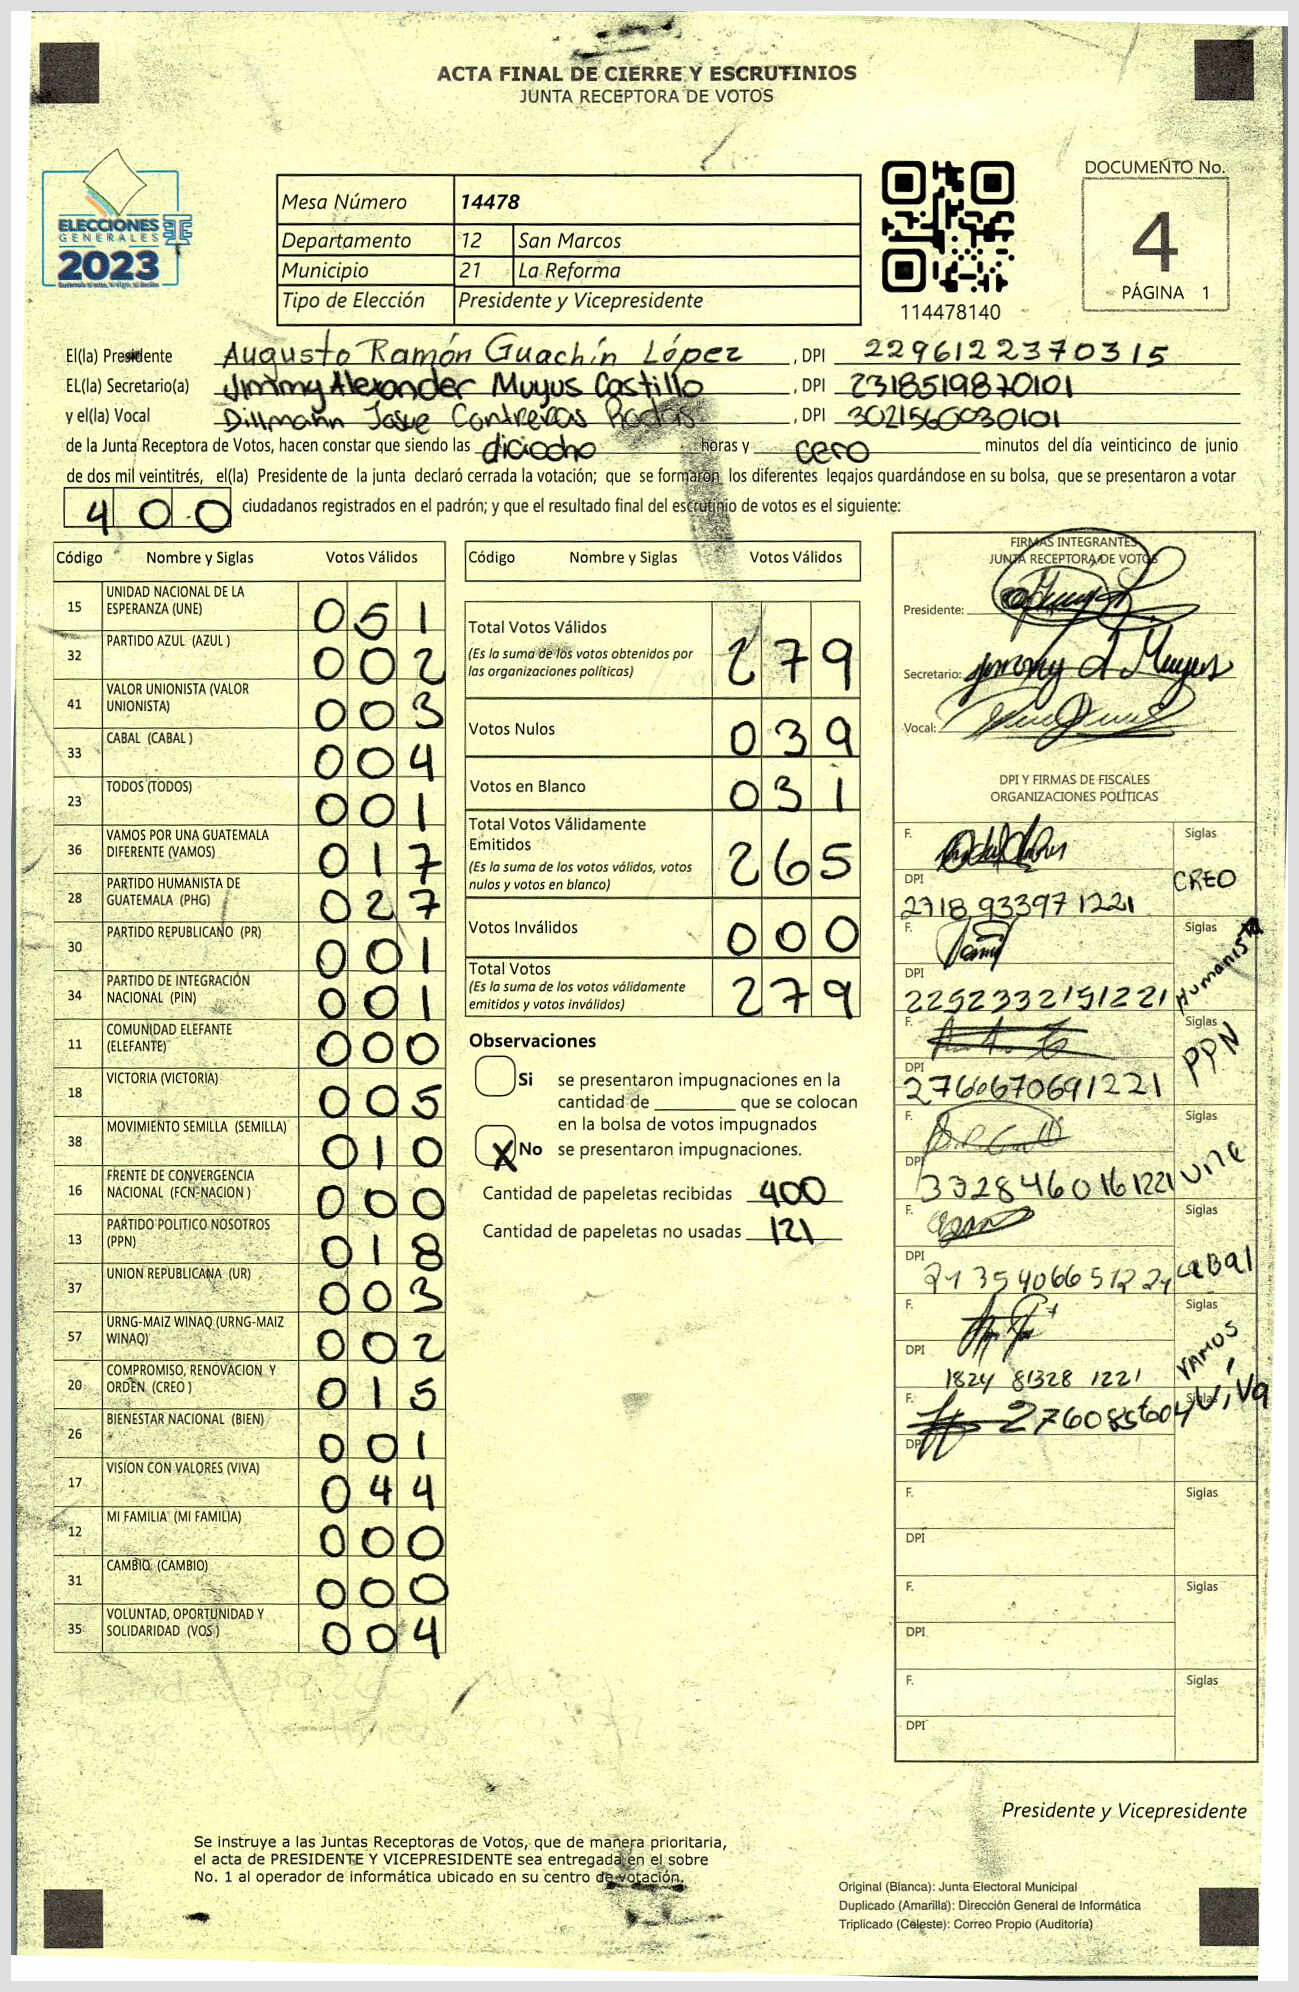 ACTA FINAL DE CIERRE Y ESCRUTINIOS
JUNTA RECEPTORA DE VOTOS
ELECCIONES
GENERALES
2023
Mesa Número 14478
Departamento 12 San Marcos
Municipio 21 La Reforma
Tipo de Elección Presidente y Vicepresidente
114478140
DOCUMENTO No.
4
PÁGINA 1
El(la) Presidente Augusto Ramón Guachín López , DPI 2296122370315
EL(la) Secretario(a) Jimmy Alexander Muyus Castillo , DPI 2318519870101
y el(la) Vocal Dillmann Josue Contreras Rodas , DPI 3021560030101
de la Junta Receptora de Votos, hacen constar que siendo las diciocho horas y cero minutos del día veinticinco de junio
de dos mil veintitrés, el(la) Presidente de la junta declaró cerrada la votación; que se formaron los diferentes legajos guardándose en su bolsa, que se presentaron a votar
400 ciudadanos registrados en el padrón; y que el resultado final del escrutinio de votos es el siguiente:
Código Nombre y Siglas Votos Válidos
15 UNIDAD NACIONAL DE LA
ESPERANZA (UNE) 051
32 PARTIDO AZUL (AZUL ) 002
41 VALOR UNIONISTA (VALOR
UNIONISTA) 003
33 CABAL (CABAL ) 004
23 TODOS (TODOS) 001
36 VAMOS POR UNA GUATEMALA
DIFERENTE (VAMOS) 017
28 PARTIDO HUMANISTA DE
GUATEMALA (PHG) 027
30 PARTIDO REPUBLICANO (PR) 001
34 PARTIDO DE INTEGRACIÓN
NACIONAL (PIN) 001
11 COMUNIDAD ELEFANTE
(ELEFANTE) 000
18 VICTORIA (VICTORIA) 005
38 MOVIMIENTO SEMILLA (SEMILLA) 010
16 FRENTE DE CONVERGENCIA
NACIONAL (FCN-NACION ) 000
13 PARTIDO POLITICO NOSOTROS
(PPN) 018
37 UNION REPUBLICANA (UR) 003
57 URNG-MAIZ WINAQ (URNG-MAIZ
WINAQ) 002
20 COMPROMISO, RENOVACION Y
ORDEN (CREO ) 015
26 BIENESTAR NACIONAL (BIEN) 001
17 VISION CON VALORES (VIVA) 044
12 MI FAMILIA (MI FAMILIA) 000
31 CAMBIO (CAMBIO) 000
35 VOLUNTAD, OPORTUNIDAD Y
SOLIDARIDAD (VOS ) 004
Código Nombre y Siglas Votos Válidos
Total Votos Válidos 279
(Es la suma de los votos obtenidos por
las organizaciones políticas)
Votos Nulos 039
Votos en Blanco 031
Total Votos Válidamente
Emitidos 265
(Es la suma de los votos válidos, votos
nulos y votos en blanco)
Votos Inválidos 000
Total Votos 279
(Es la suma de los votos válidamente
emitidos y votos inválidos)
Observaciones
Si se presentaron impugnaciones en la
cantidad de ________ que se colocan
en la bolsa de votos impugnados
X No se presentaron impugnaciones.
Cantidad de papeletas recibidas 400
Cantidad de papeletas no usadas 121
FIRMAS INTEGRANTES
JUNTA RECEPTORA DE VOTOS
Presidente:
Secretario: Jimmy A Muyus
Vocal:
DPI Y FIRMAS DE FISCALES
ORGANIZACIONES POLÍTICAS
F. Siglas
CREO
DPI
2718 93397 1221
F. Siglas
Humanista
DPI
2252332151221
F. Siglas
PPN
DPI
2766670691221
F. Siglas
une
DPI
3328460161221
F. Siglas
caBal
DPI
F. Siglas
VAMOS
DPI
1824 81328 1221
F. 276085604 Siglas
ViVa
DPI
F. Siglas
DPI
F. Siglas
DPI
F. Siglas
DPI
Presidente y Vicepresidente
Se instruye a las Juntas Receptoras de Votos, que de manera prioritaria,
el acta de PRESIDENTE Y VICEPRESIDENTE sea entregada en el sobre
No. 1 al operador de informática ubicado en su centro de votación.
Original (Blanca): Junta Electoral Municipal
Duplicado (Amarilla): Dirección General de Informática
Triplicado (Celeste): Correo Propio (Auditoría)